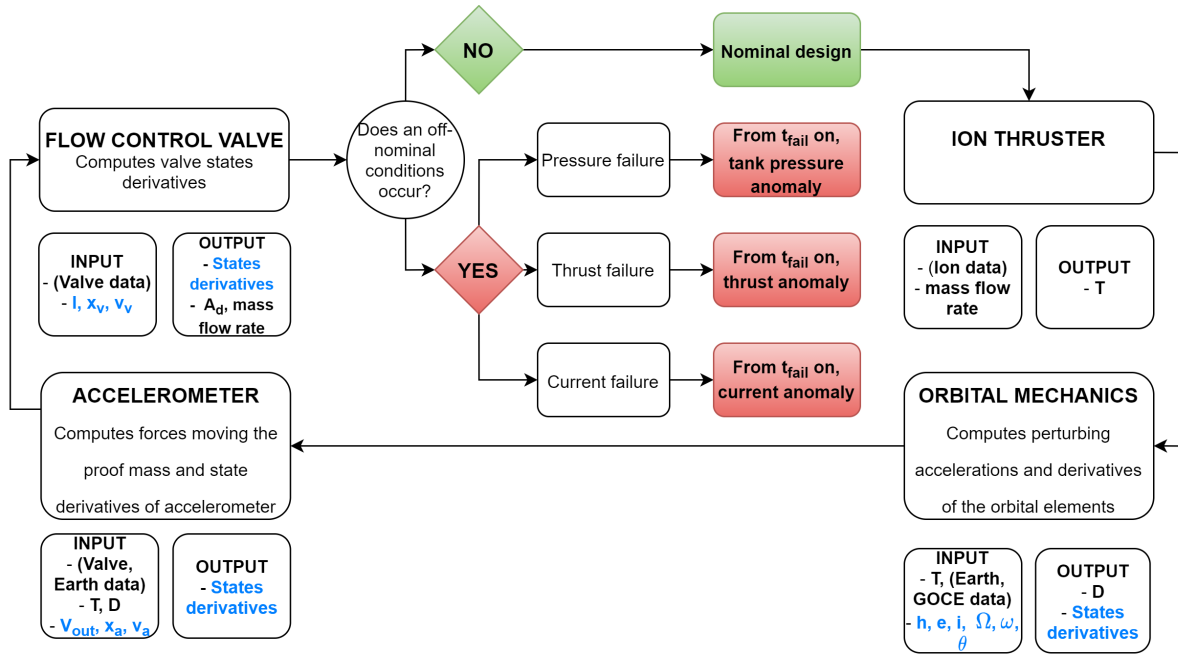 FLOW CONTROL VALVE
Computes valve states
derivatives
INPUT
- (Valve data)
- I, xv, vv
OUTPUT
- States
derivatives
- Ad, mass
flow rate
Does an off-
nominal
conditions
occur?
NO
Nominal design
YES
Pressure failure
From tfail on,
tank pressure
anomaly
Thrust failure
From tfail on,
thrust anomaly
Current failure
From tfail on,
current anomaly
ION THRUSTER
INPUT
- (Ion data)
- mass flow
rate
OUTPUT
- T
ORBITAL MECHANICS
Computes perturbing
accelerations and derivatives
of the orbital elements
INPUT
- T, (Earth,
GOCE data)
- h, e, i, Ω, ω,
θ
OUTPUT
- D
- States
derivatives
ACCELEROMETER
Computes forces moving the
proof mass and state
derivatives of accelerometer
INPUT
- (Valve,
Earth data)
- T, D
- Vout, xa, va
OUTPUT
- States
derivatives